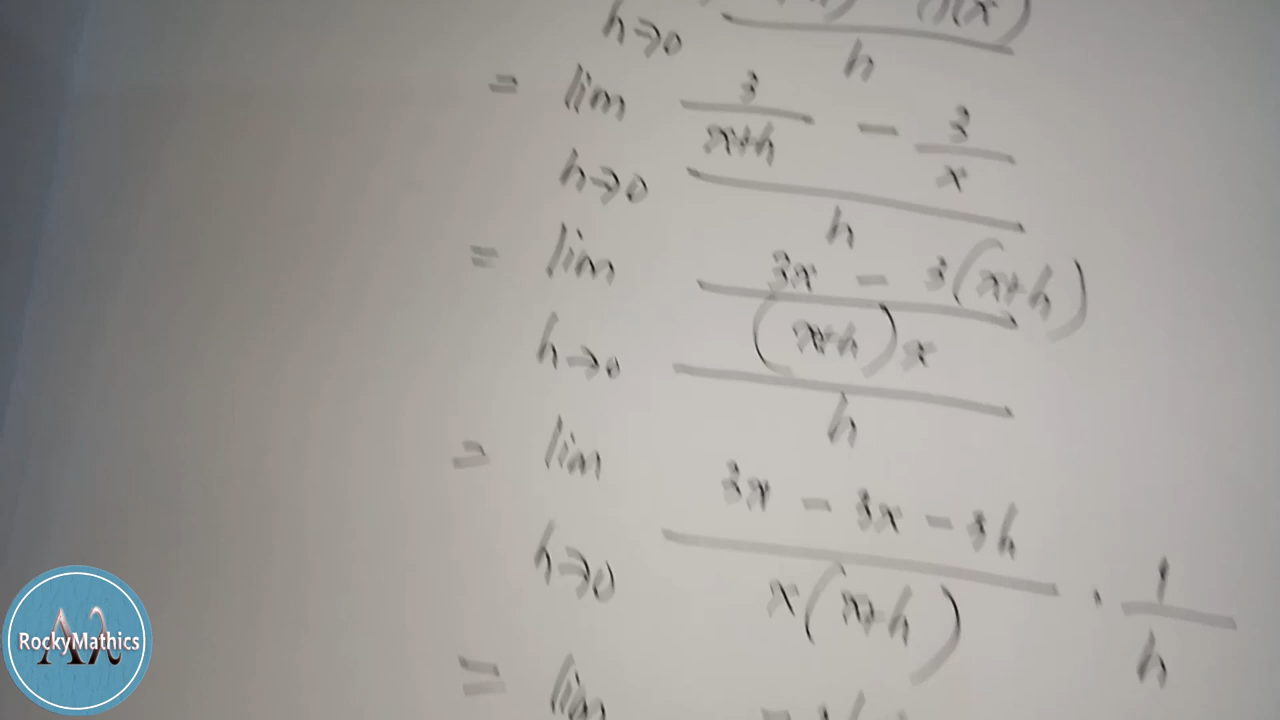 h→0 h
= lim 3/(x+h) - 3/x
h→0 h
= lim 3x - 3(x+h)
(x+h)x
h→0 h
= lim 3x - 3x - 3h
h→0 x(x+h) · 1/h
= lim
RockyMathics